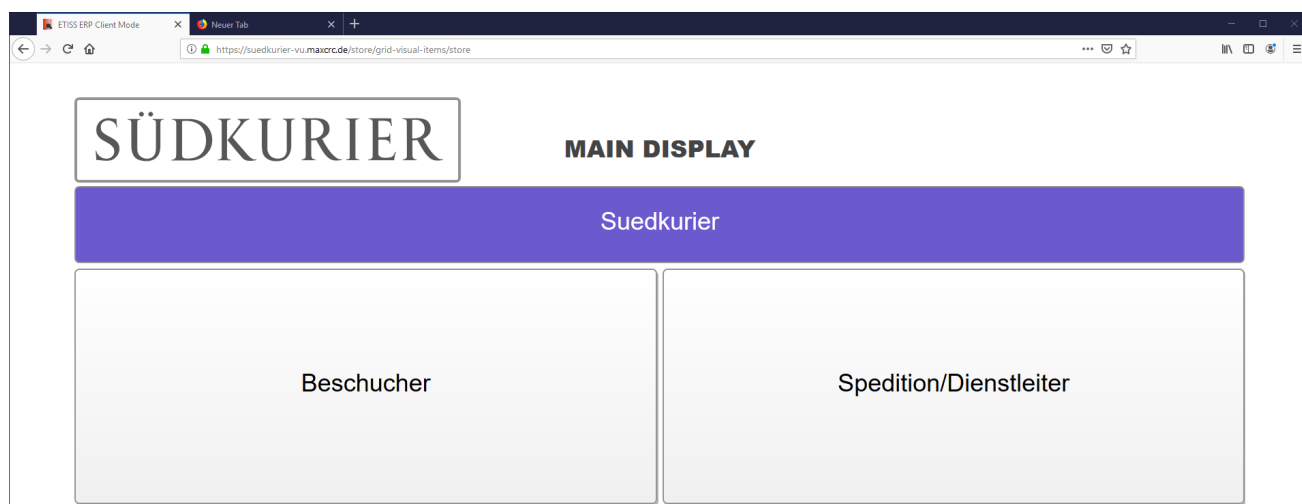 ETISS ERP Client Mode
Neuer Tab
https://suedkurier-vu.maxcrc.de/store/grid-visual-items/store
SÜDKURIER
MAIN DISPLAY
Suedkurier
Beschucher
Spedition/Dienstleiter